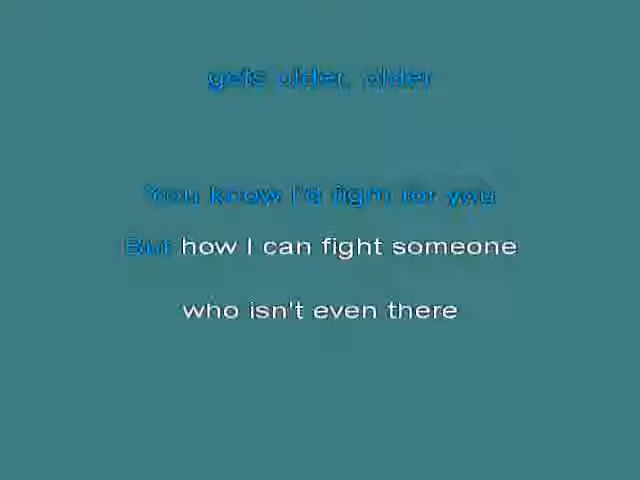 gets older, older
You know I'd fight for you
But how I can fight someone
who isn't even there